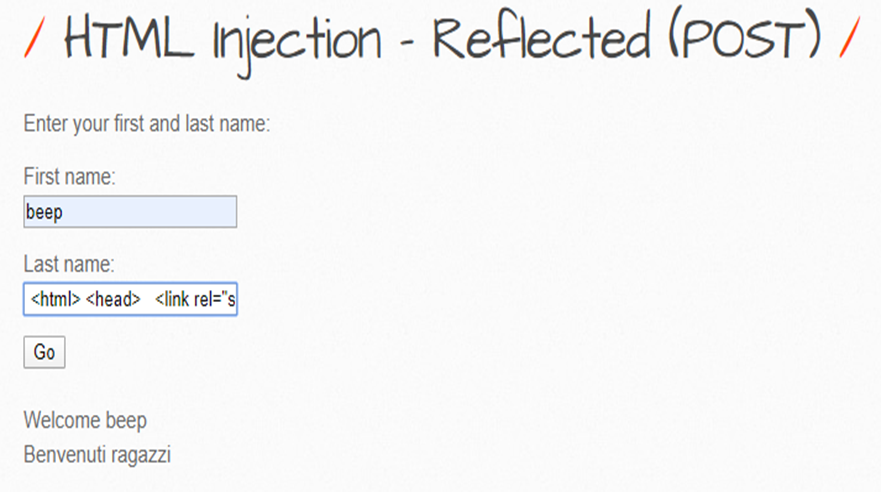 / HTML Injection - Reflected (POST) /
Enter your first and last name:
First name:
beep
Last name:
<html> <head> <link rel="s
Go
Welcome beep
Benvenuti ragazzi